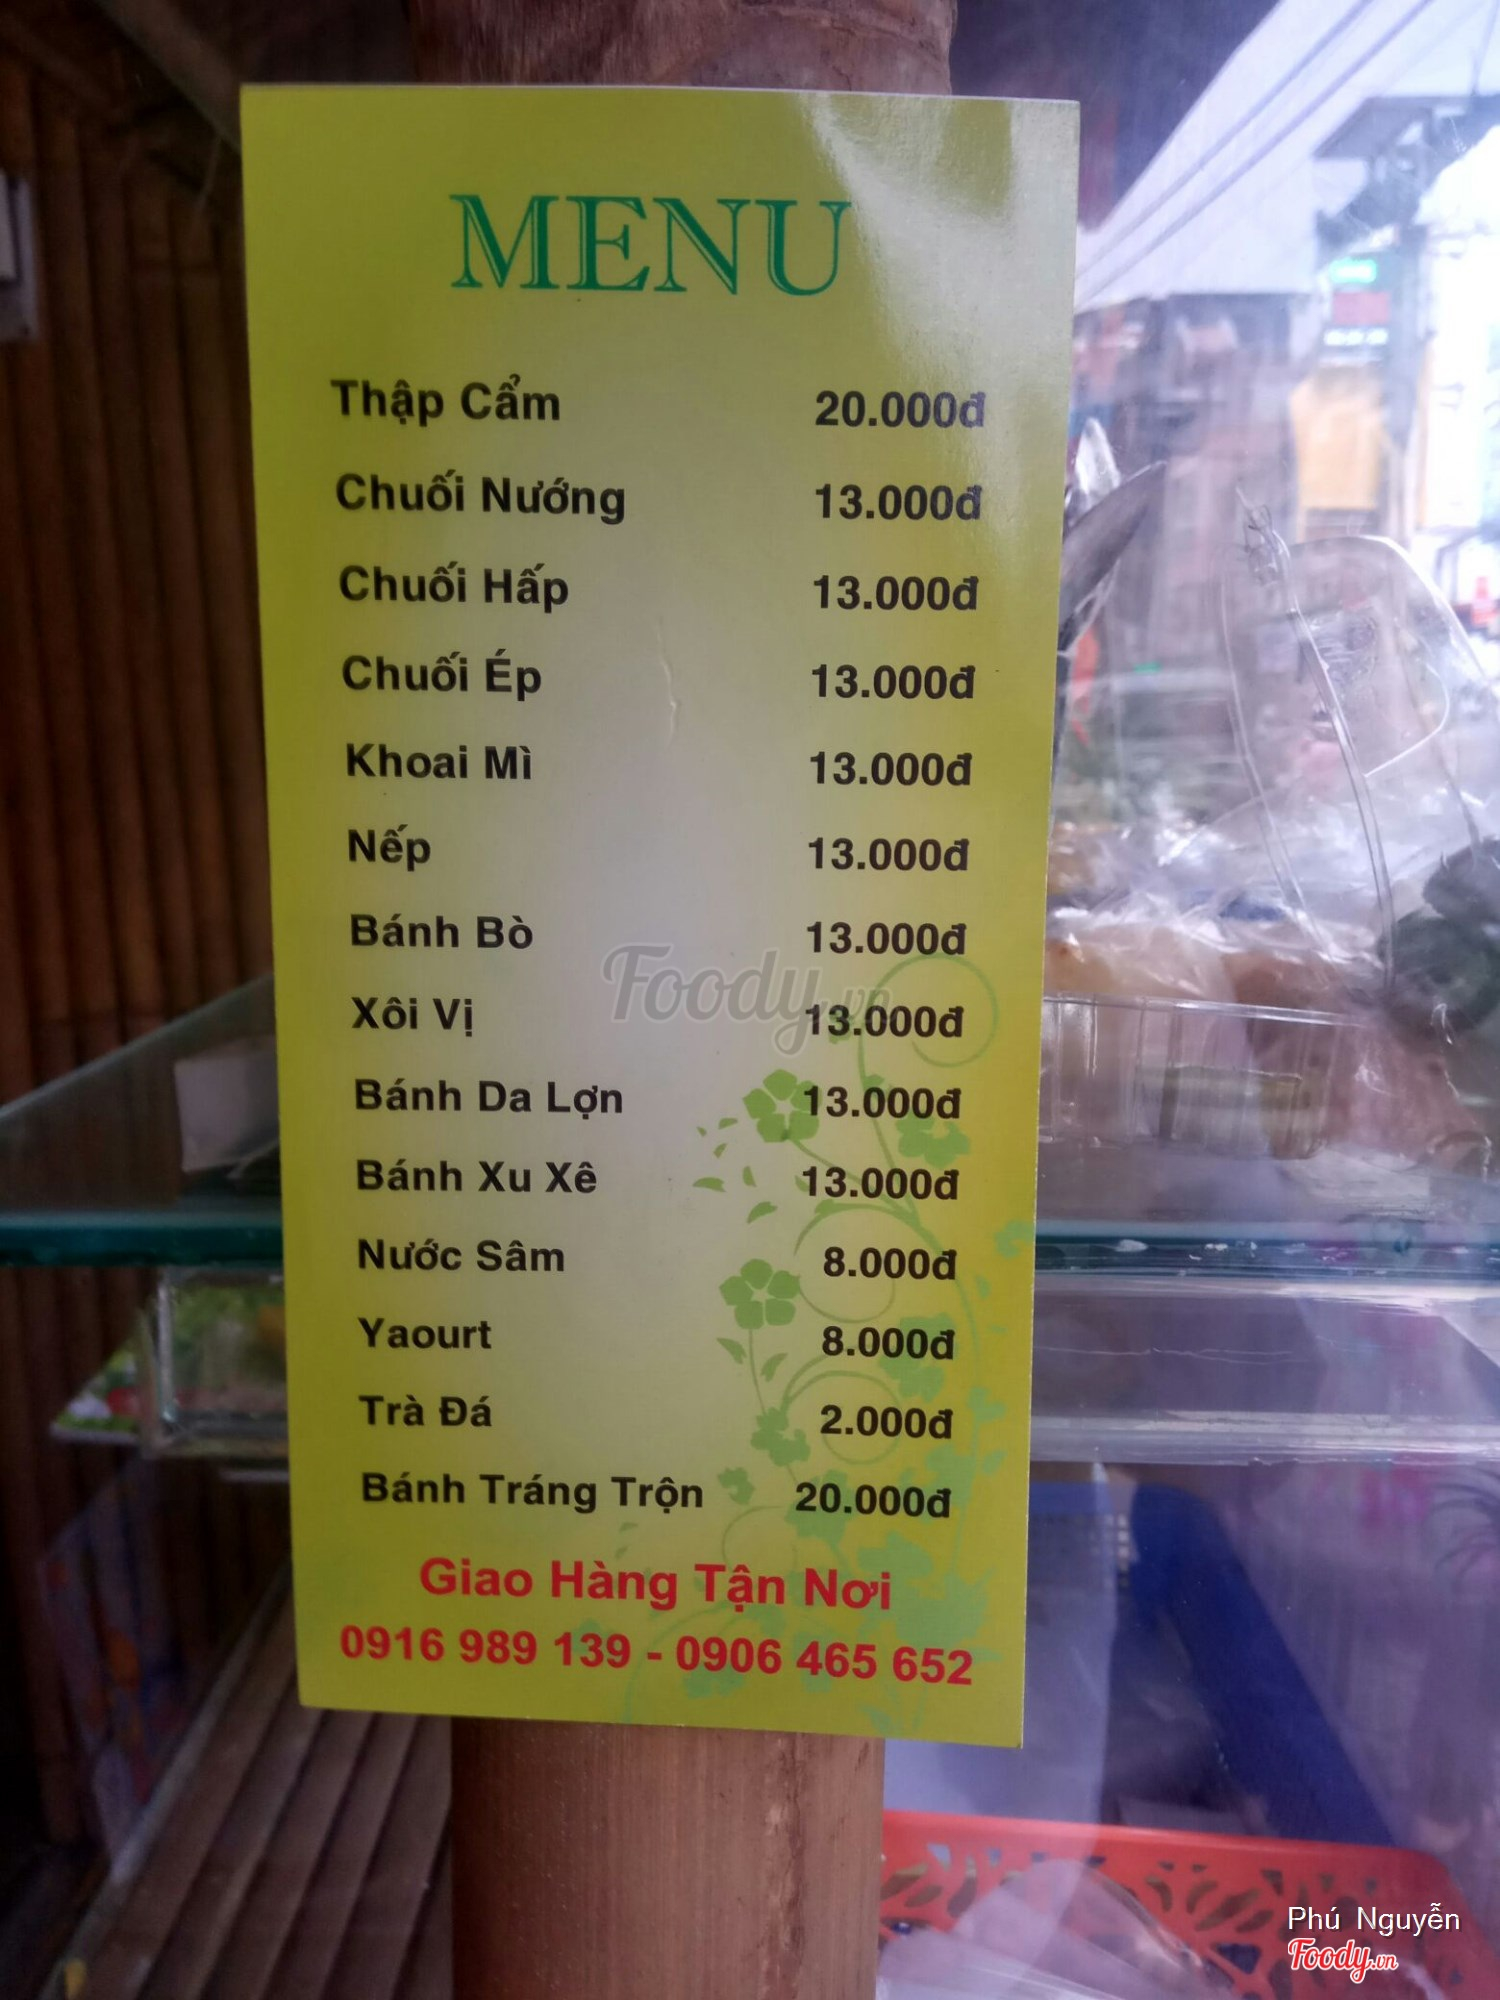 MENU
Thập Cẩm 20.000đ
Chuối Nướng 13.000đ
Chuối Hấp 13.000đ
Chuối Ép 13.000đ
Khoai Mì 13.000đ
Nếp 13.000đ
Bánh Bò 13.000đ
Xôi Vị 13.000đ
Bánh Da Lợn 13.000đ
Bánh Xu Xê 13.000đ
Nước Sâm 8.000đ
Yaourt 8.000đ
Trà Đá 2.000đ
Bánh Tráng Trộn 20.000đ
Giao Hàng Tận Nơi
0916 989 139 - 0906 465 652
Foody.vn
Phú Nguyễn
Foody.vn